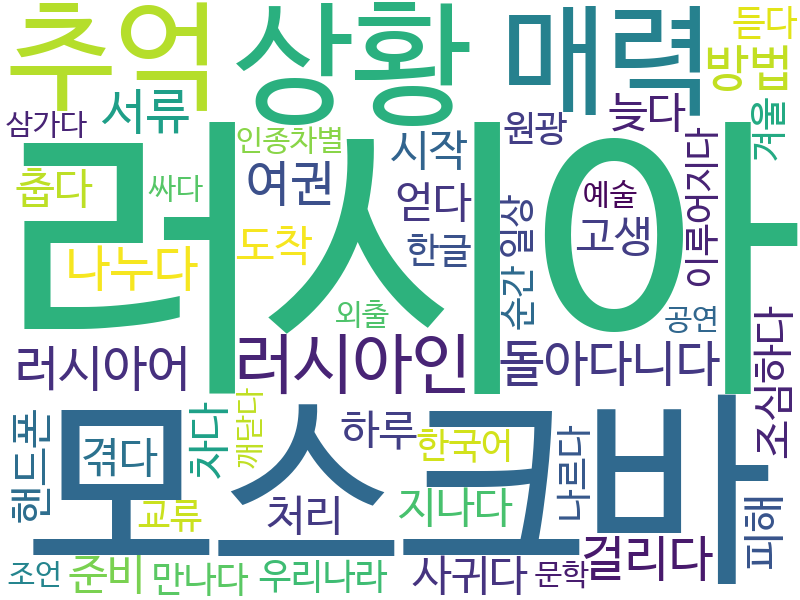 추억
상황
매력
듣다
방법
삼가다
서류
인종차별
시작
원광
늦다
겨울
러시아
춥다
싸다
여권
얻다
예술
고생
이루어지다
나누다
도착
한글
순간
일상
외출
공연
러시아어
러시아인
돌아다니다
조심하다
모스크바
핸드폰
겪다
차다
깨닫다
하루
한국어
나르다
교류
처리
지나다
피해
조언
준비
만나다
우리나라
사귀다
문학
걸리다